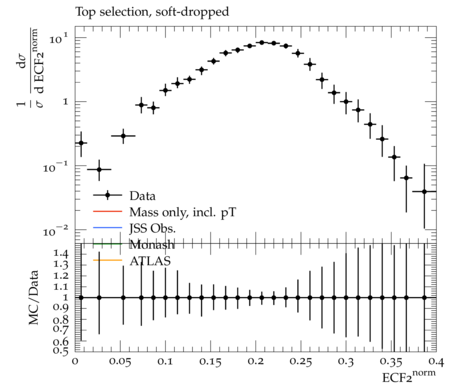 Top selection, soft-dropped
1/σ dσ/d ECF2^norm
10^1
1
10^−1
10^−2
Data
Mass only, incl. pT
JSS Obs.
Monash
ATLAS
MC/Data
1.4
1.3
1.2
1.1
1
0.9
0.8
0.7
0.6
0.5
0 0.05 0.1 0.15 0.2 0.25 0.3 0.35 0.4
ECF2^norm